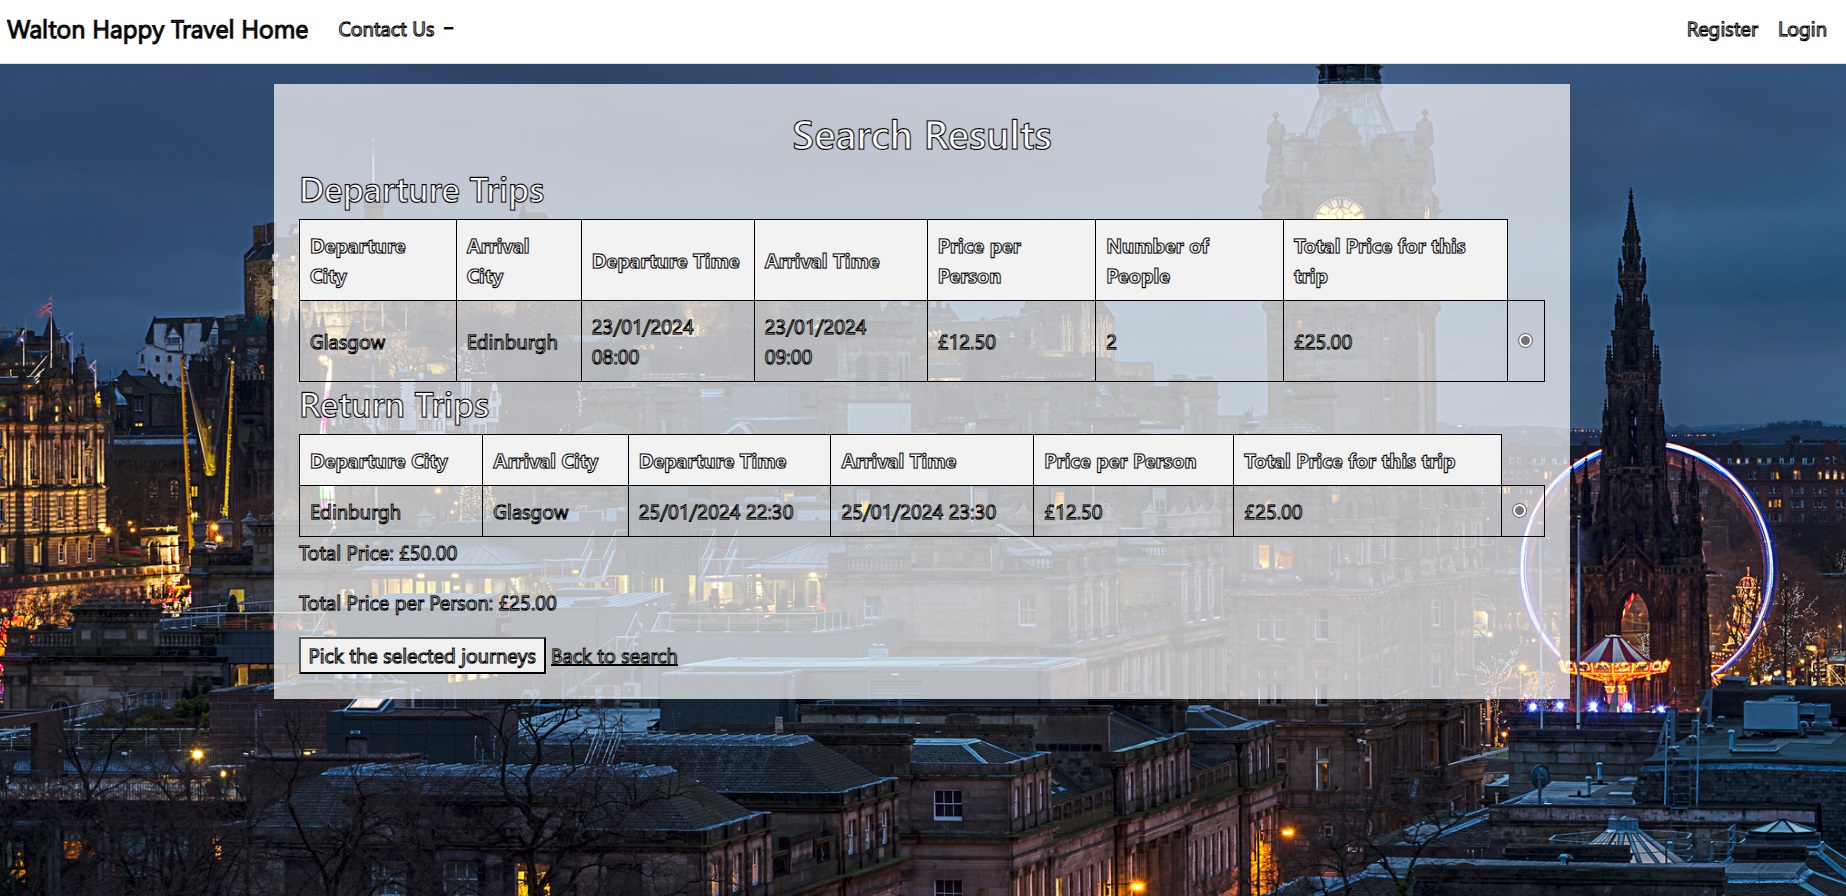 Walton Happy Travel Home Contact Us Register Login
Search Results
Departure Trips
Departure City Arrival City Departure Time Arrival Time Price per Person Number of People Total Price for this trip
Glasgow Edinburgh 23/01/2024 08:00 23/01/2024 09:00 £12.50 2 £25.00
Return Trips
Departure City Arrival City Departure Time Arrival Time Price per Person Total Price for this trip
Edinburgh Glasgow 25/01/2024 22:30 25/01/2024 23:30 £12.50 £25.00
Total Price: £50.00
Total Price per Person: £25.00
Pick the selected journeys Back to search